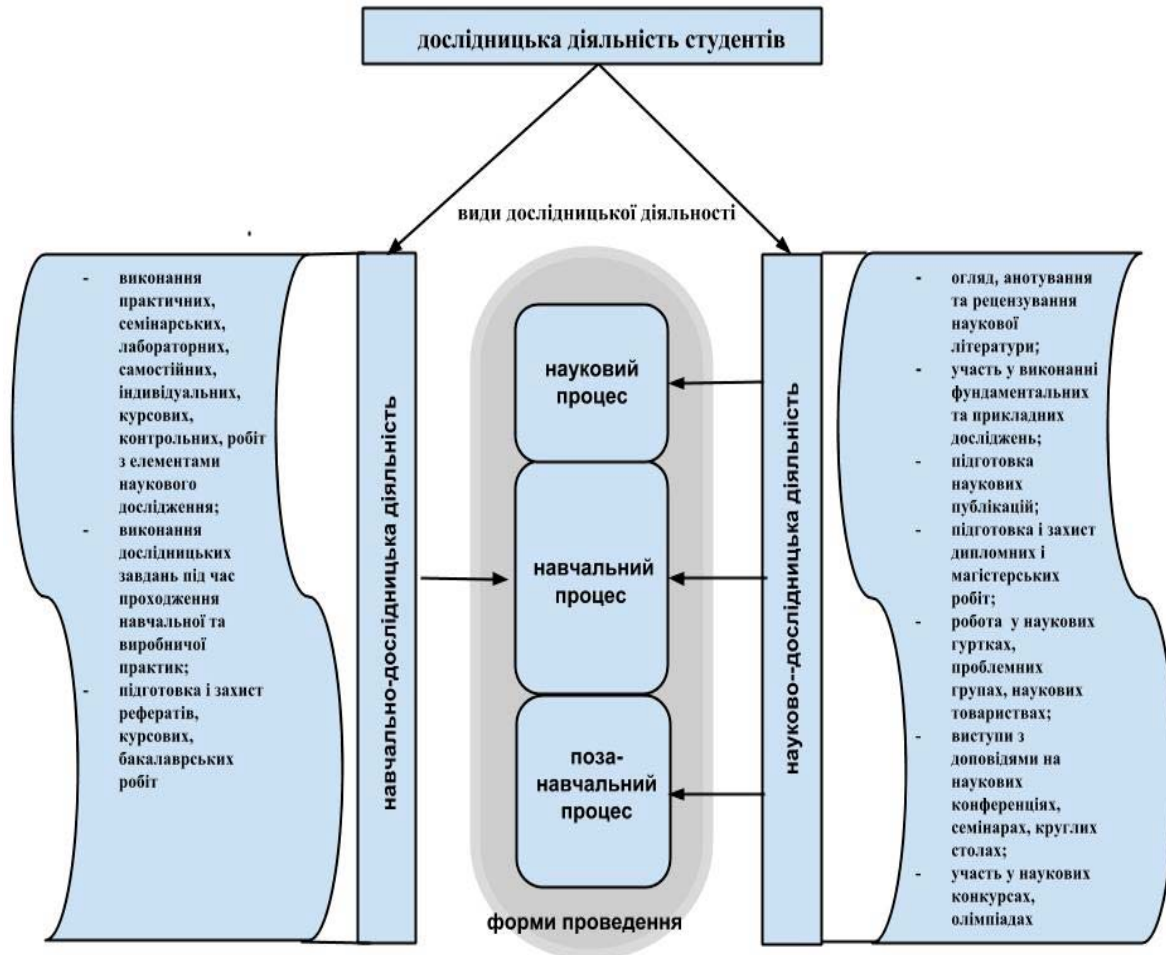 дослідницька діяльність студентів
види дослідницької діяльності
- виконання
практичних,
семінарських,
лабораторних,
самостійних,
індивідуальних,
курсових,
контрольних, робіт
з елементами
наукового
дослідження;
- виконання
дослідницьких
завдань під час
проходження
навчальної та
виробничої
практик;
- підготовка і захист
рефератів,
курсових,
бакалаврських
робіт
навчально-дослідницька діяльність
науковий
процес
навчальний
процес
поза-
навчальний
процес
форми проведення
науково--дослідницька діяльність
- огляд, анотування
та рецензування
наукової
літератури;
- участь у виконанні
фундаментальних
та прикладних
досліджень;
- підготовка
наукових
публікацій;
- підготовка і захист
дипломних і
магістерських
робіт;
- робота у наукових
гуртках,
проблемних
групах, наукових
товариствах;
- виступи з
доповідями на
наукових
конференціях,
семінарах, круглих
столах;
- участь у наукових
конкурсах,
олімпіадах